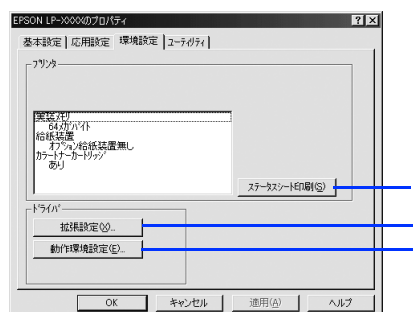 EPSON LP-XXXXのプロパティ
基本設定 応用設定 環境設定 ユーティリティ
プリンタ
実装メモリ
64メガバイト
給紙装置
オプション給紙装置無し
カラートナーカートリッジ
あり
ステータスシート印刷(S)
ドライバ
拡張設定(X)...
動作環境設定(E)...
OK キャンセル 適用(A) ヘルプ